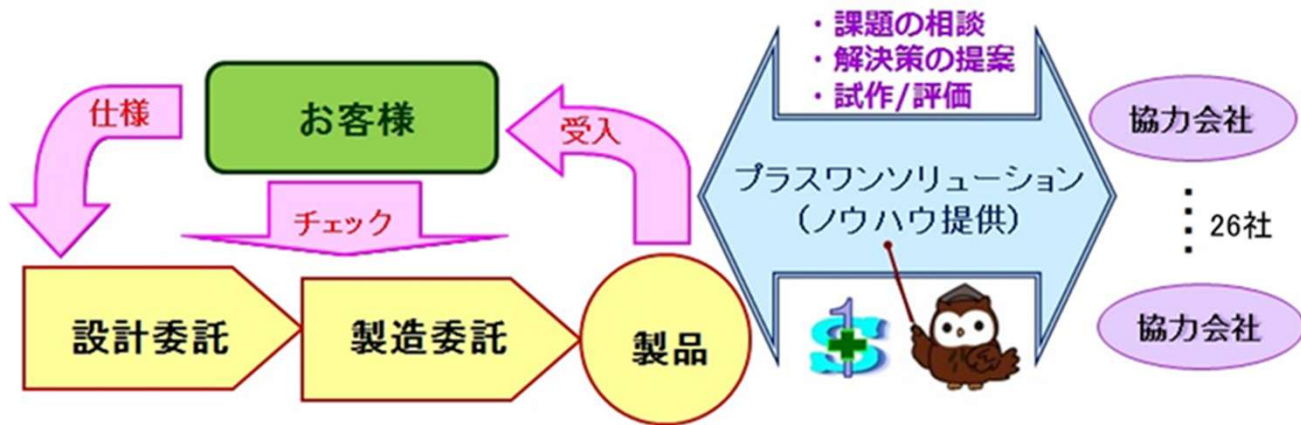 ・課題の相談
・解決策の提案
・試作/評価
仕様
お客様
受入
チェック
設計委託
製造委託
製品
プラスワンソリューション
(ノウハウ提供)
1
S
協力会社
26社
協力会社